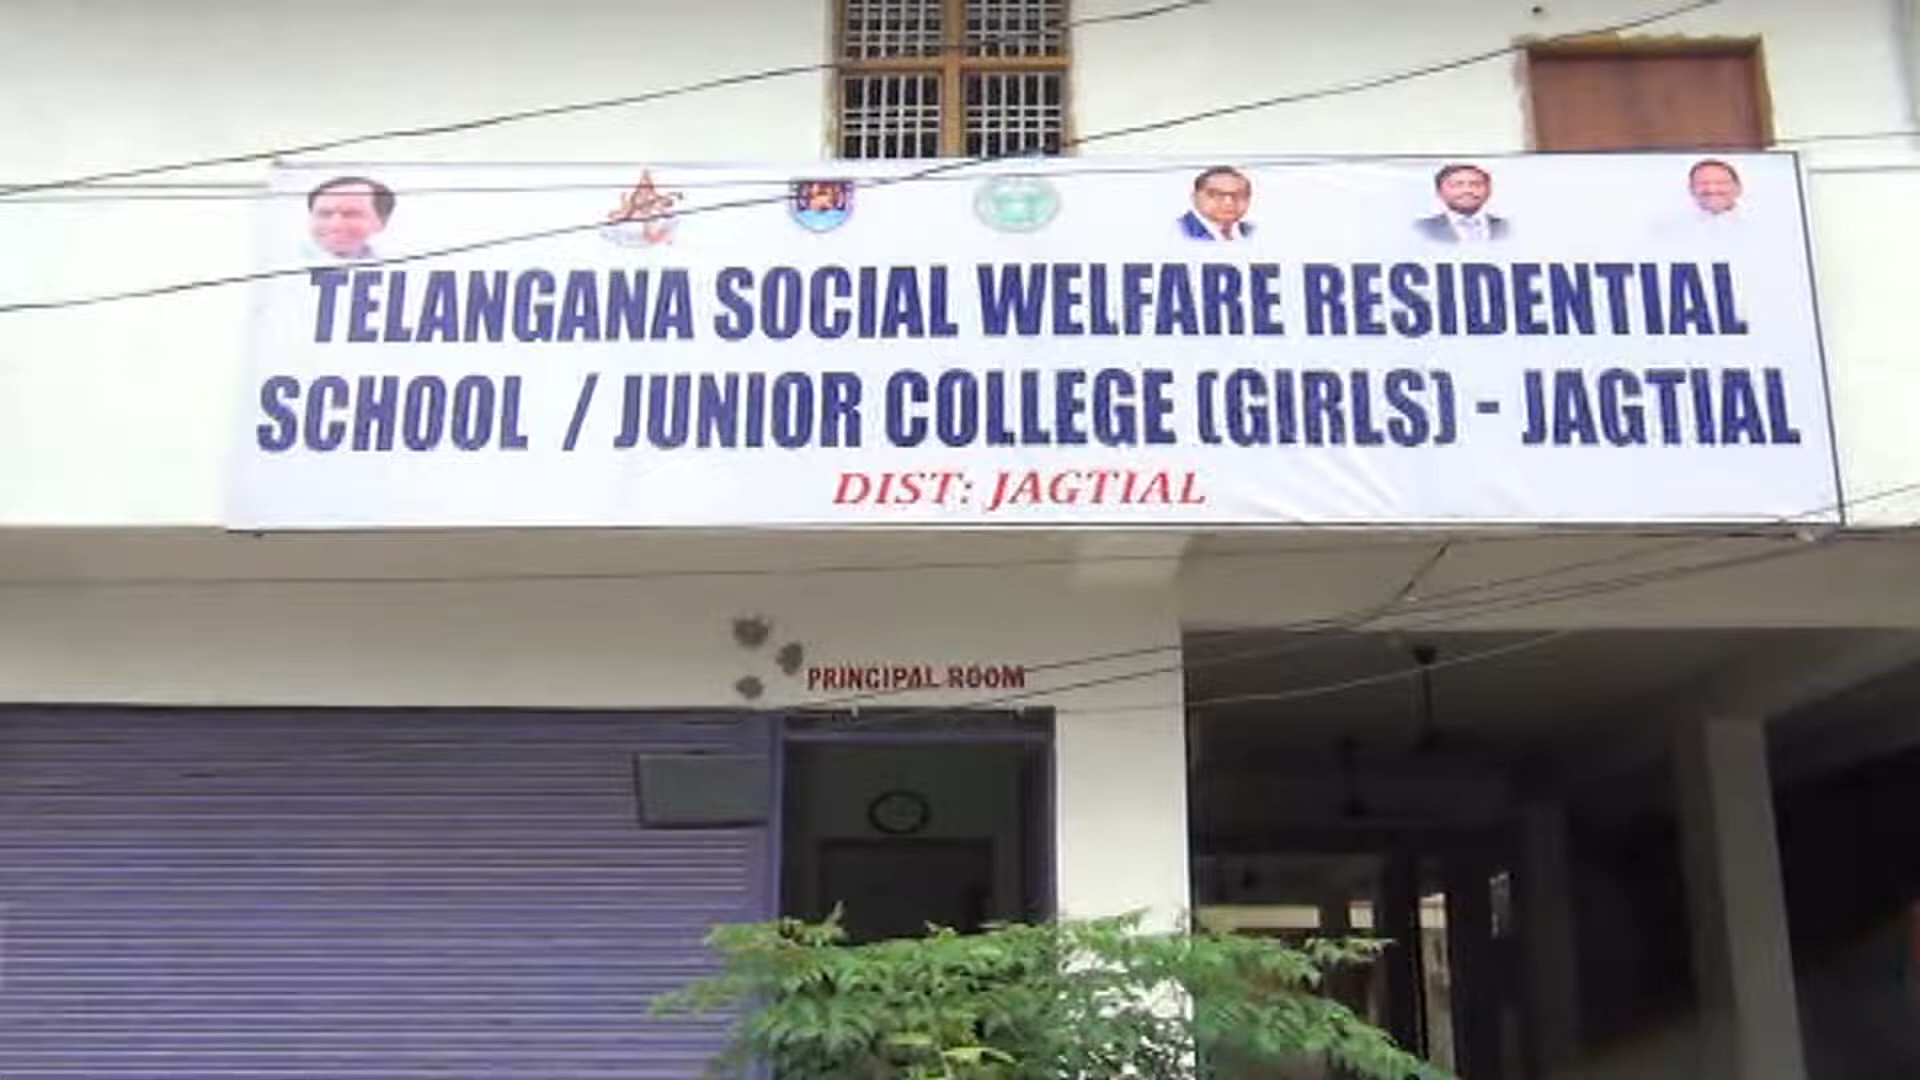 TELANGANA SOCIAL WELFARE RESIDENTIAL
SCHOOL / JUNIOR COLLEGE (GIRLS) - JAGTIAL
DIST: JAGTIAL
PRINCIPAL ROOM